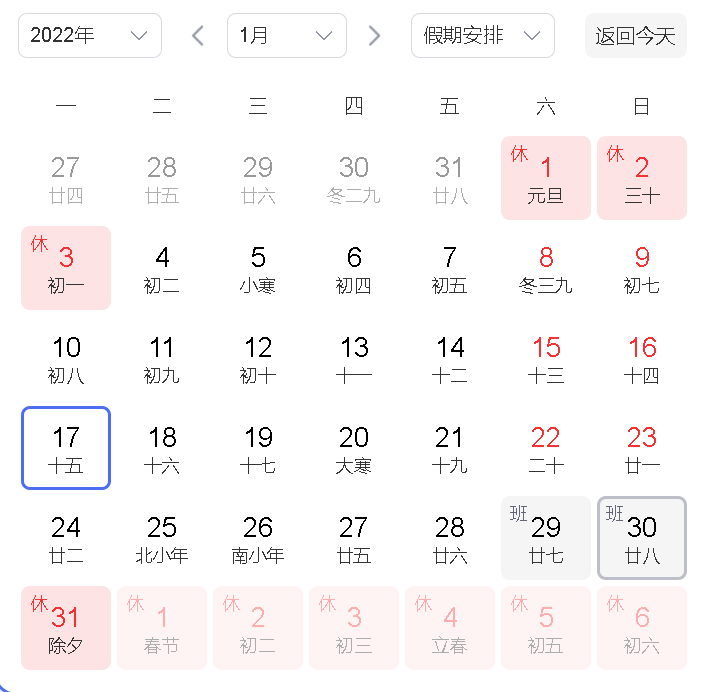 2022年 1月 假期安排 返回今天
一 二 三 四 五 六 日
27 28 29 30 31 休 1 休 2
廿四 廿五 廿六 冬二九 廿八 元旦 三十
休 3 4 5 6 7 8 9
初一 初二 小寒 初四 初五 冬三九 初七
10 11 12 13 14 15 16
初八 初九 初十 十一 十二 十三 十四
17 18 19 20 21 22 23
十五 十六 十七 大寒 十九 二十 廿一
24 25 26 27 28 班 29 班 30
廿二 北小年 南小年 廿五 廿六 廿七 廿八
休 31 休 1 休 2 休 3 休 4 休 5 休 6
除夕 春节 初二 初三 立春 初五 初六